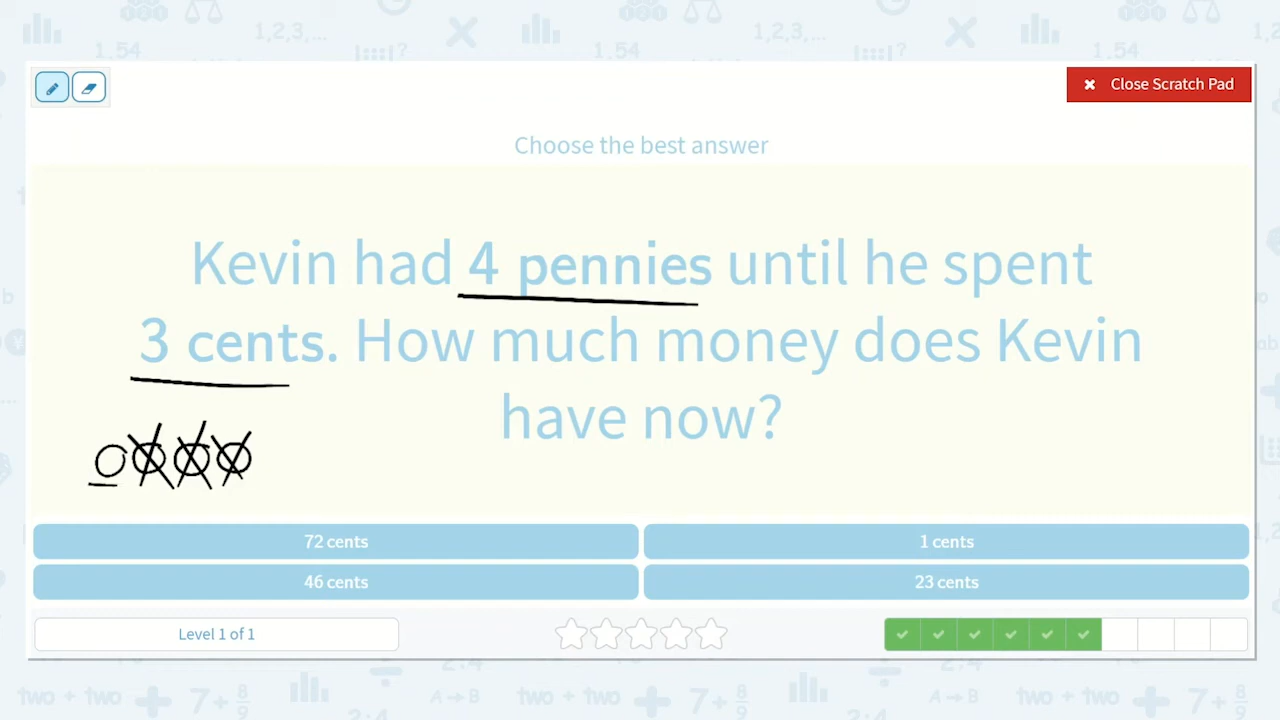 Close Scratch Pad
Choose the best answer
Kevin had 4 pennies until he spent
3 cents. How much money does Kevin
have now?
72 cents
1 cents
46 cents
23 cents
Level 1 of 1